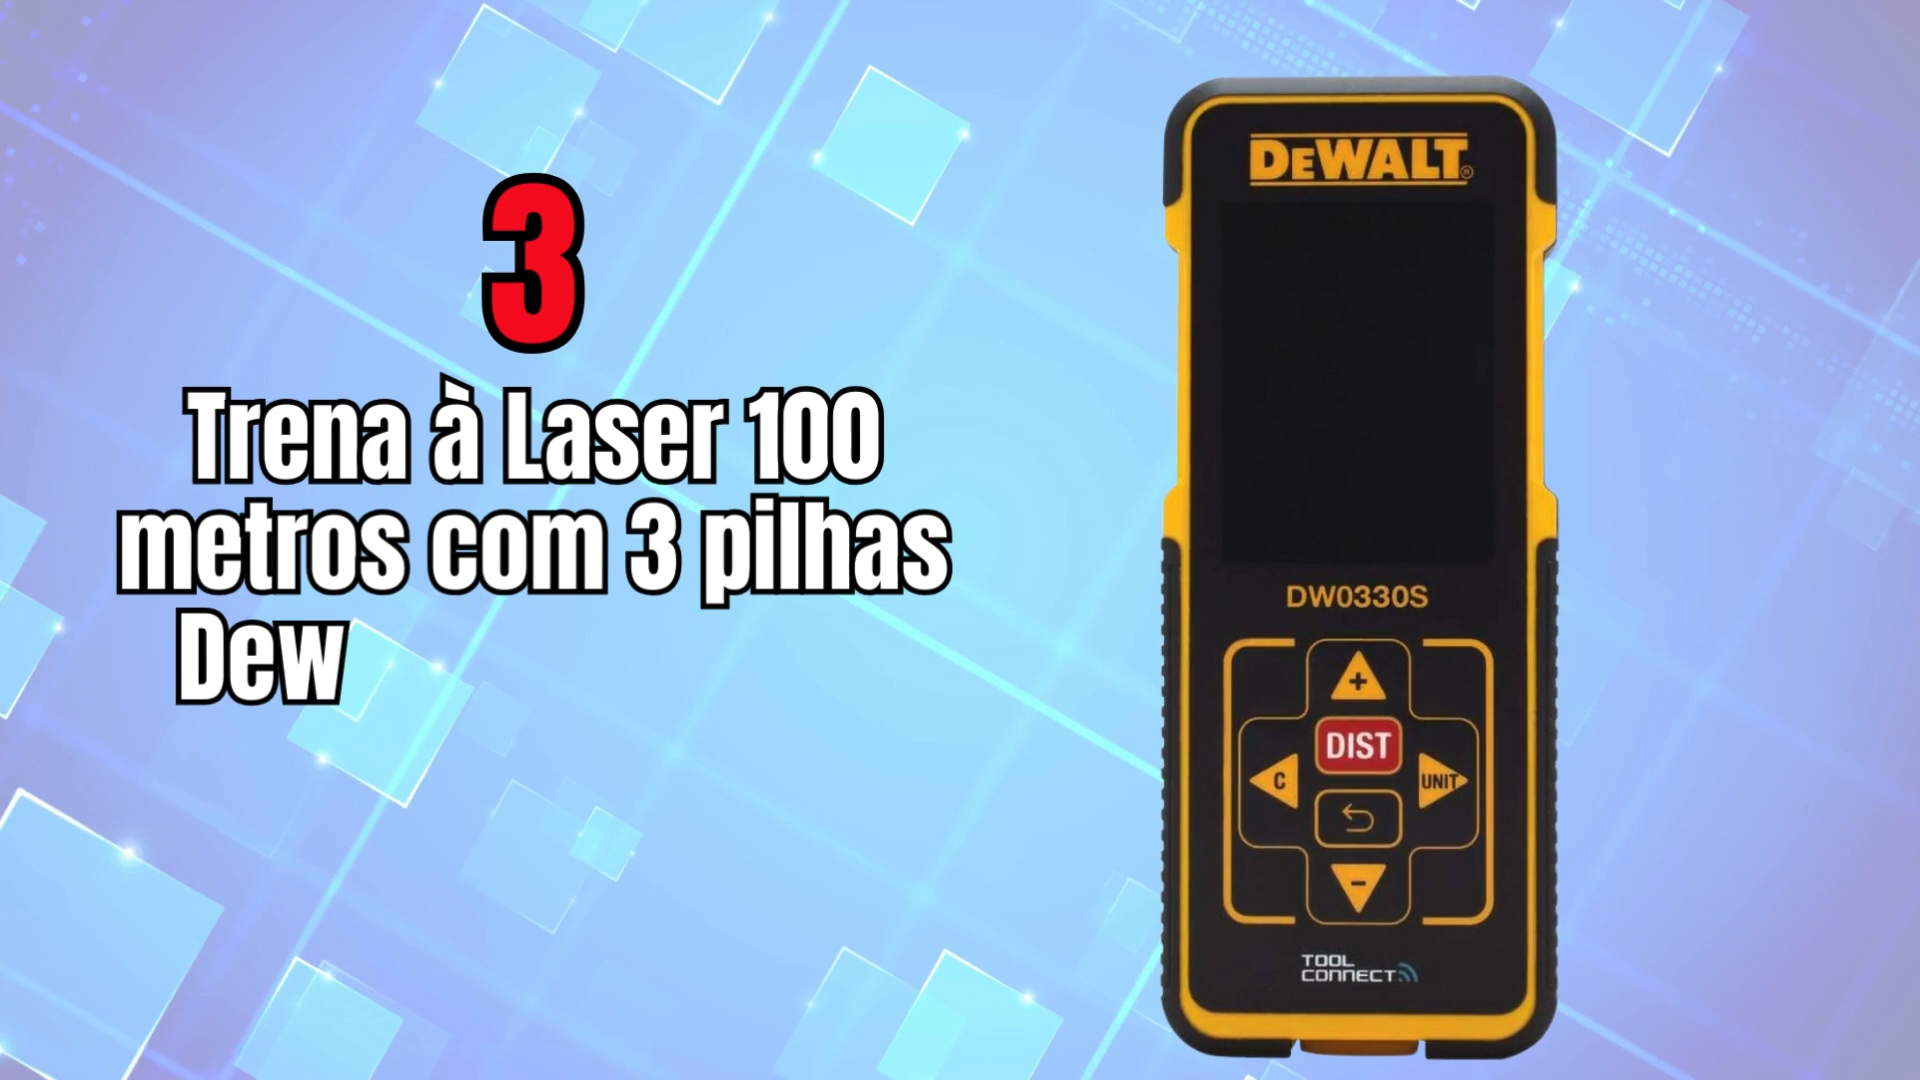 3
Trena à Laser 100
metros com 3 pilhas
Dew
DEWALT®
DW0330S
+
DIST
C
UNIT
-
TOOL
CONNECT